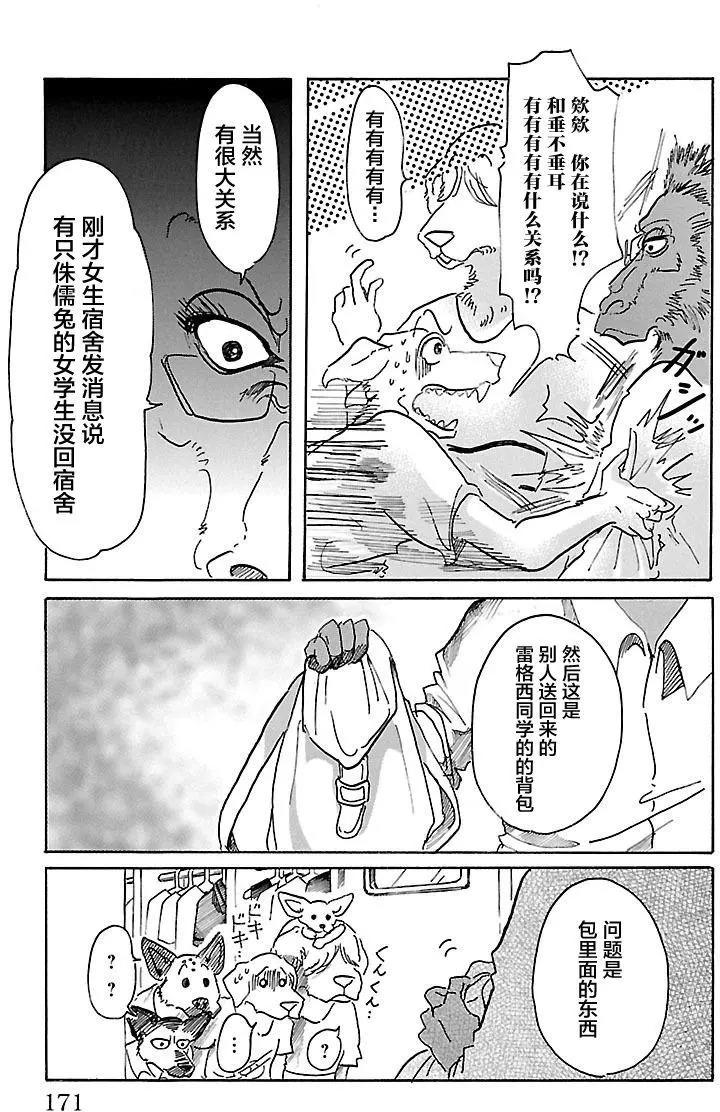 欸欸 你在说什么!?
和垂不垂耳
有有有有有什么关系吗!?
有有有有有…
ガシッ
当然
有很大关系
刚才女生宿舍发消息说
有只侏儒兔的女学生没回宿舍
然后这是
别人送回来的
雷格西同学的的背包
问题是
包里面的东西
くんくん
ドキ
ドキ
…
?
?
…
?
171